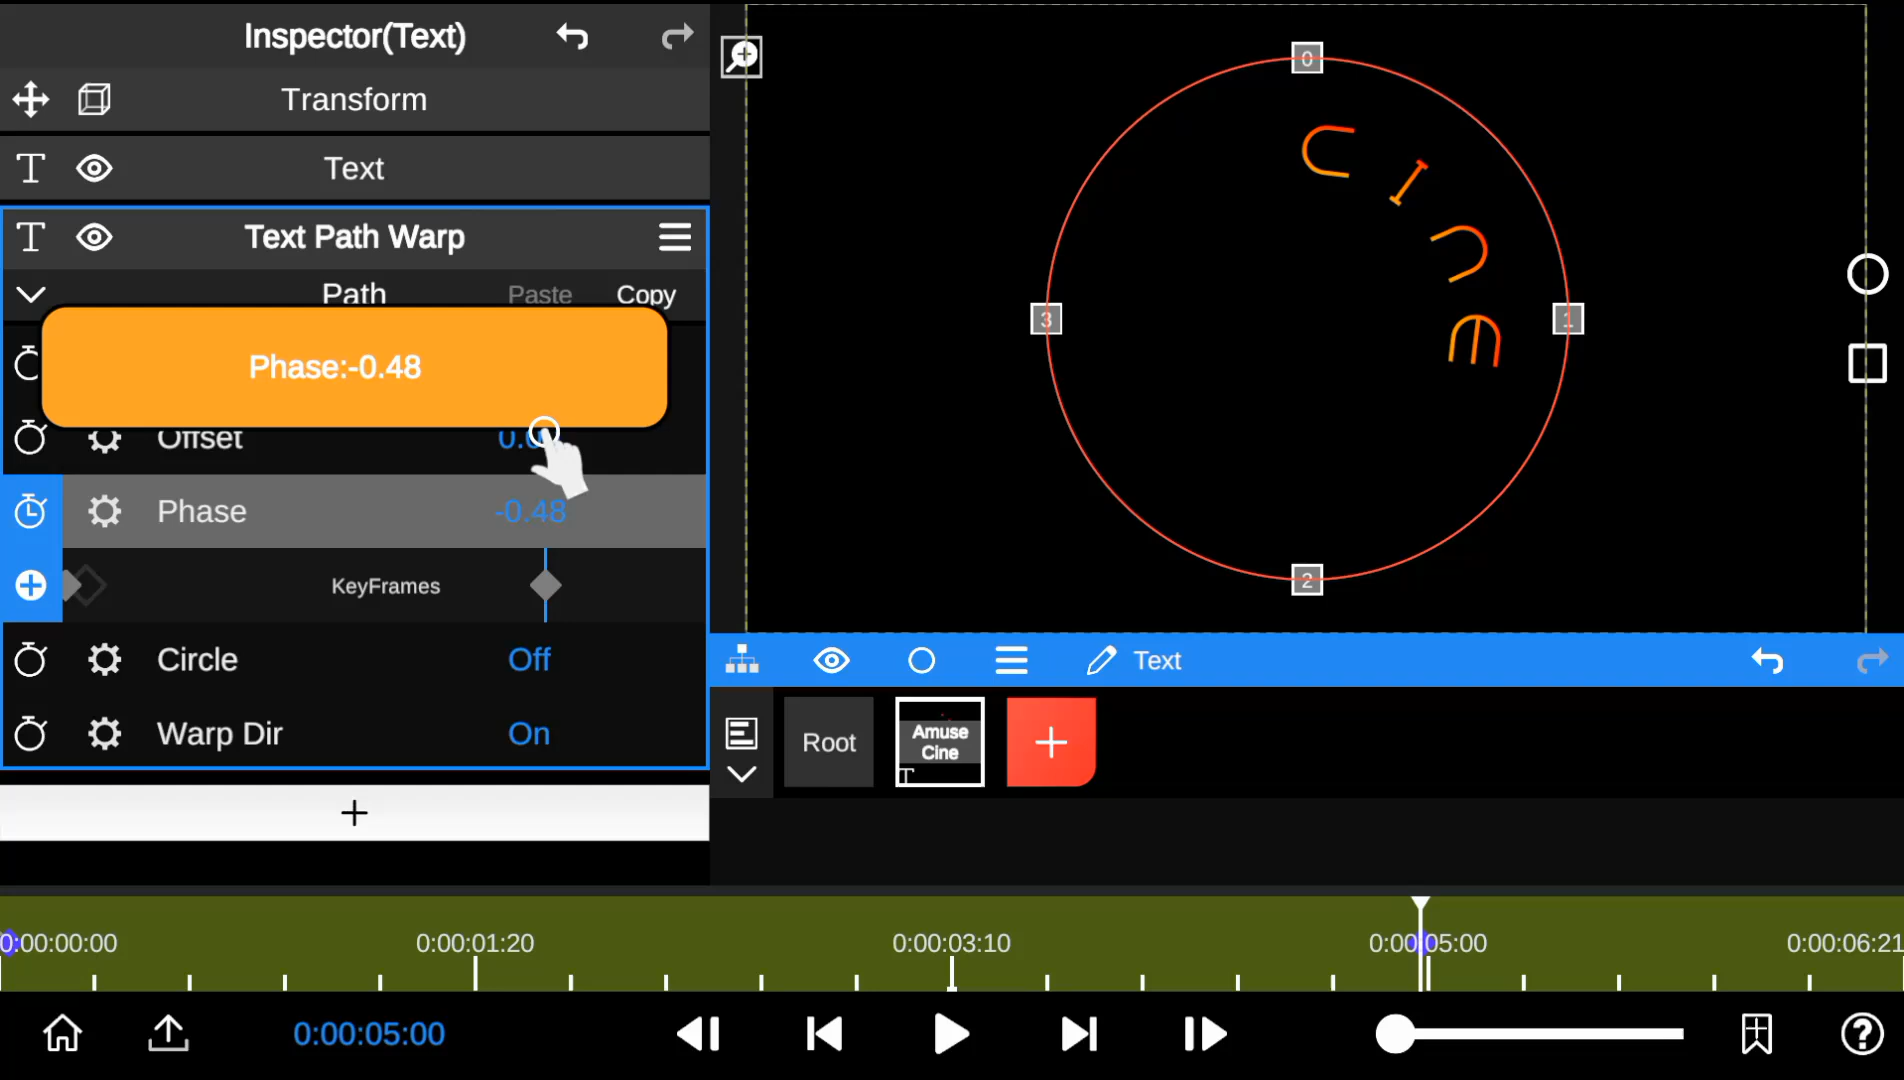 Inspector(Text)
Transform
Text
Text Path Warp
Path Paste Copy
Phase:-0.48
Offset
Phase -0.48
KeyFrames
Circle Off
Warp Dir On
0
1
2
3
C I N E
Text
Root
Amuse
Cine
T
0:00:00:00 0:00:01:20 0:00:03:10 0:00:05:00 0:00:06:21
0:00:05:00